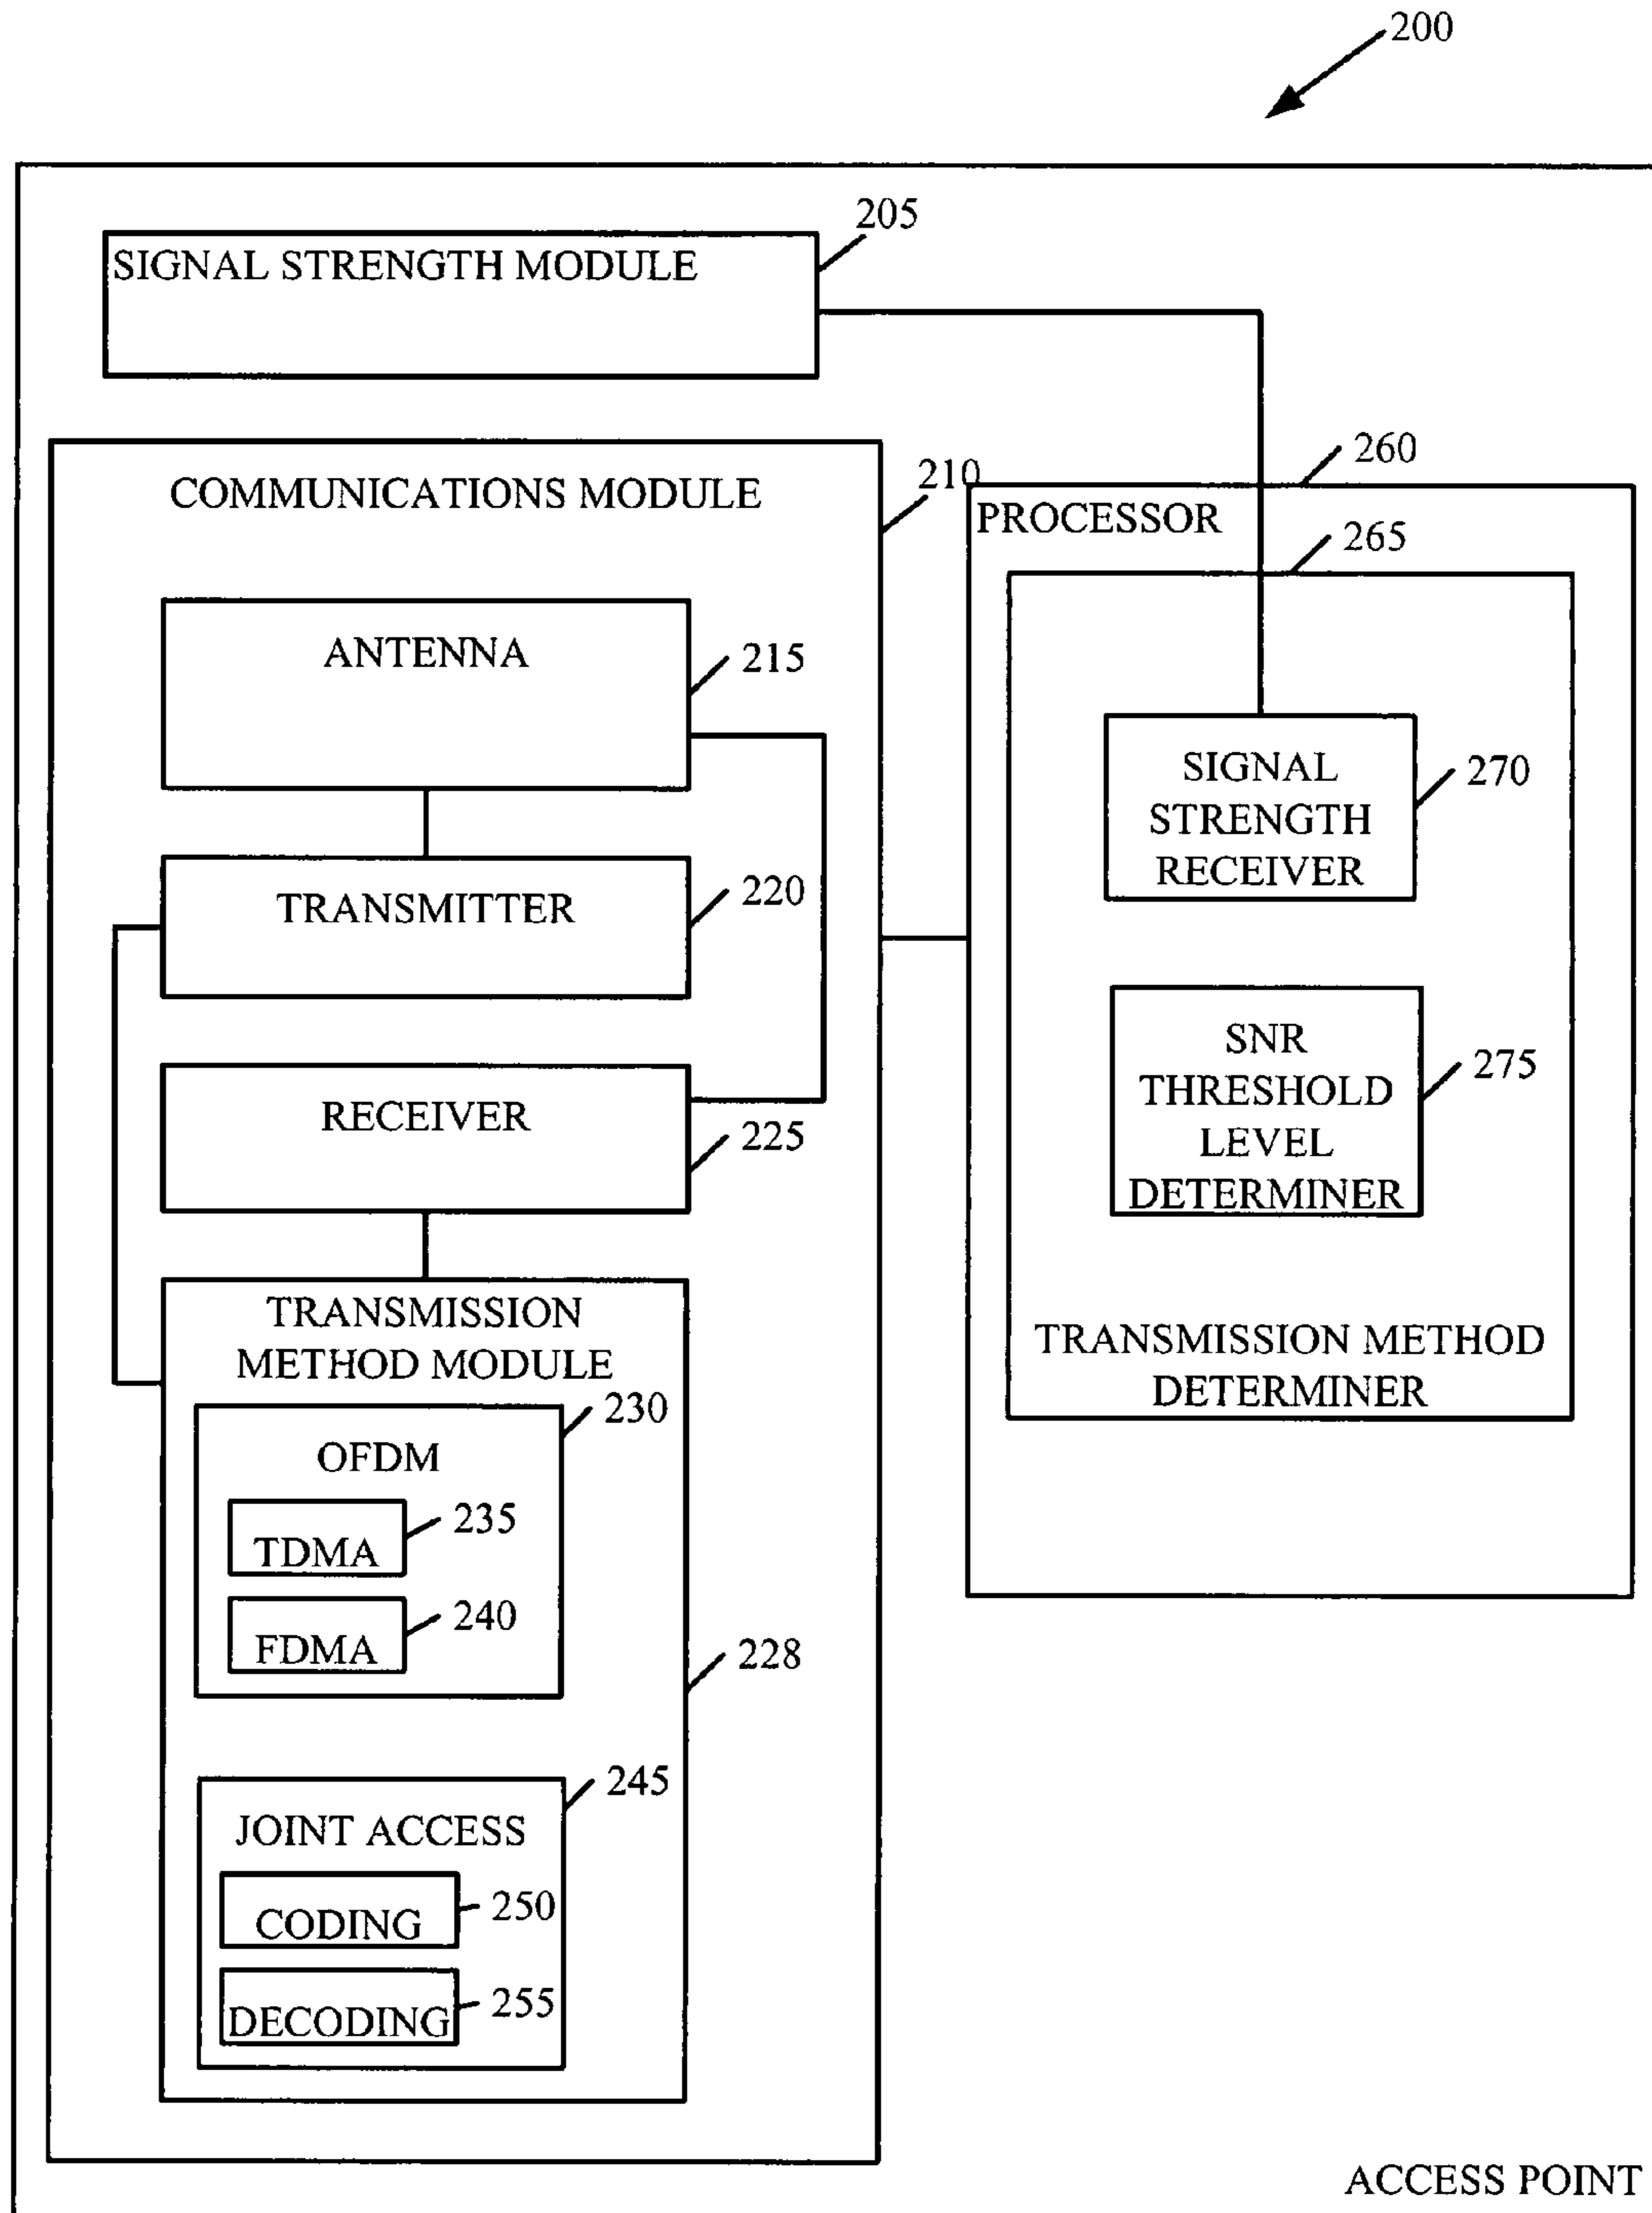 200
205
SIGNAL STRENGTH MODULE
210
COMMUNICATIONS MODULE
ANTENNA
215
TRANSMITTER
220
RECEIVER
225
TRANSMISSION
METHOD MODULE
230
OFDM
235
TDMA
240
FDMA
228
245
JOINT ACCESS
250
CODING
255
DECODING
260
PROCESSOR
265
SIGNAL
STRENGTH
RECEIVER
270
SNR
THRESHOLD
LEVEL
DETERMINER
275
TRANSMISSION METHOD
DETERMINER
ACCESS POINT